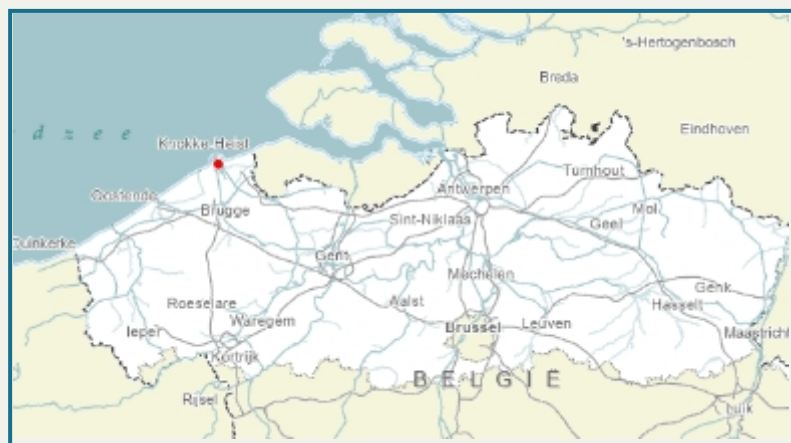 's-Hertogenbosch
Breda
d z e e
Eindhoven
Knokke-Heist
Turnhout
Antwerpen
Oostende
Brugge
Sint-Niklaas
Geel
Mol
Duinkerke
Gent
Mechelen
Genk
Roeselare
Aalst
Hasselt
Ieper
Waregem
Brussel
Leuven
Maastricht
Kortrijk
BELGIË
Rijsel
Luik